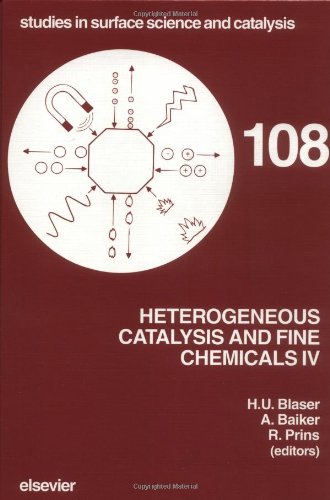 studies in surface science and catalysis
108
HETEROGENEOUS
CATALYSIS AND FINE
CHEMICALS IV
H.U. Blaser
A. Baiker
R. Prins
(editors)
elsevier